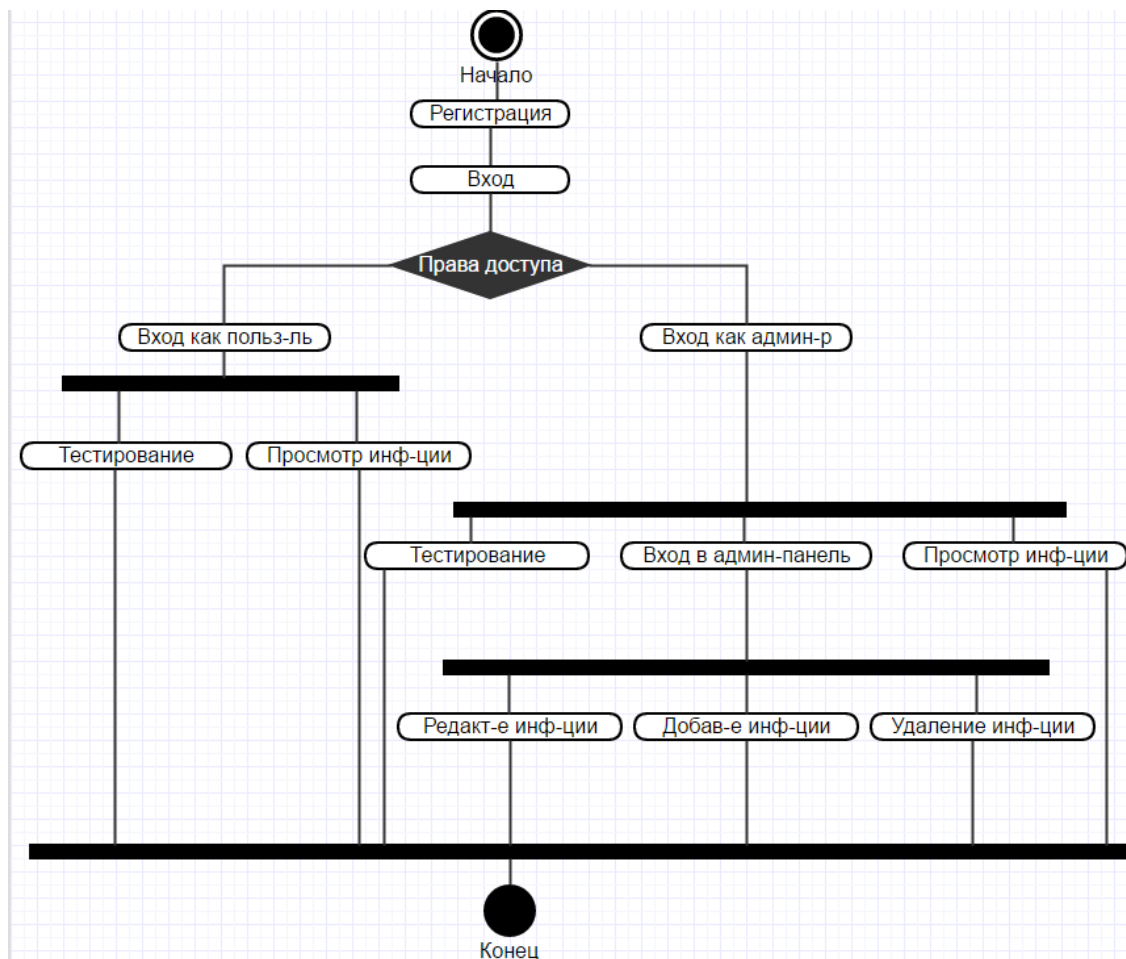 Начало
Регистрация
Вход
Права доступа
Вход как польз-ль
Вход как админ-р
Тестирование
Просмотр инф-ции
Тестирование
Вход в админ-панель
Просмотр инф-ции
Редакт-е инф-ции
Добав-е инф-ции
Удаление инф-ции
Конец